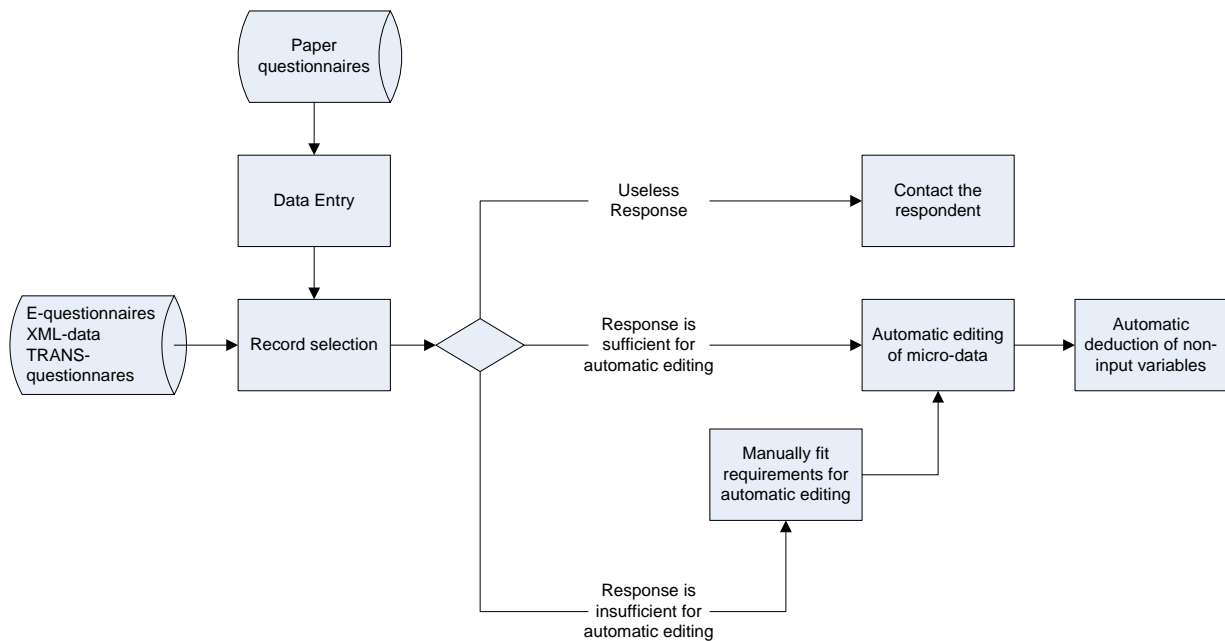 Paper
questionnaires
Data Entry
Useless
Response
Contact the
respondent
E-questionnaires
XML-data
TRANS-
questionnares
Record selection
Response is
sufficient for
automatic editing
Automatic editing
of micro-data
Automatic
deduction of non-
input variables
Manually fit
requirements for
automatic editing
Response is
insufficient for
automatic editing